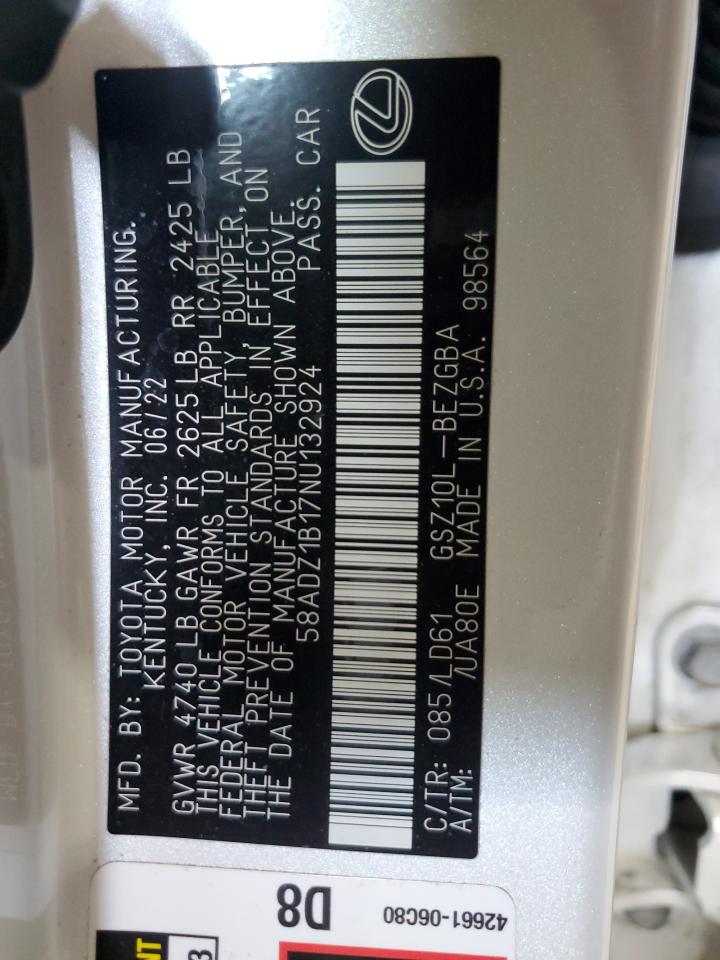 MFD. BY: TOYOTA MOTOR MANUFACTURING.
KENTUCKY, INC. 06/22
GVWR 4740 LB GAWR FR 2625 LB RR 2425 LB
THIS VEHICLE CONFORMS TO ALL APPLICABLE
FEDERAL MOTOR VEHICLE SAFETY, BUMPER, AND
THEFT PREVENTION STANDARDS IN EFFECT ON
THE DATE OF MANUFACTURE SHOWN ABOVE.
58ADZ1B17NU132924 PASS. CAR
C/TR: 085/LD61 GSZ10L-BEZGBA
A/TM: /UA80E MADE IN U.S.A. 98564
D8
42661-06C80